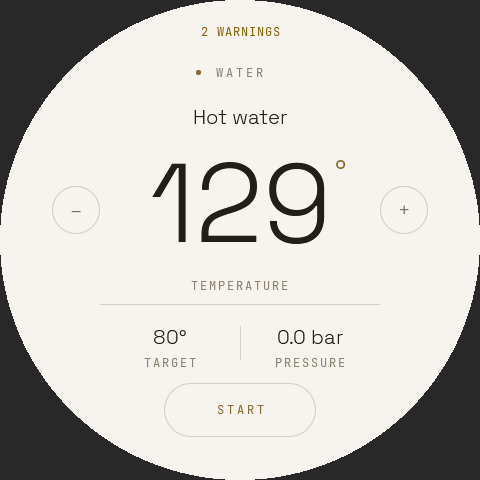 2 WARNINGS
WATER
Hot water
129°
– +
TEMPERATURE
80° 0.0 bar
TARGET PRESSURE
START